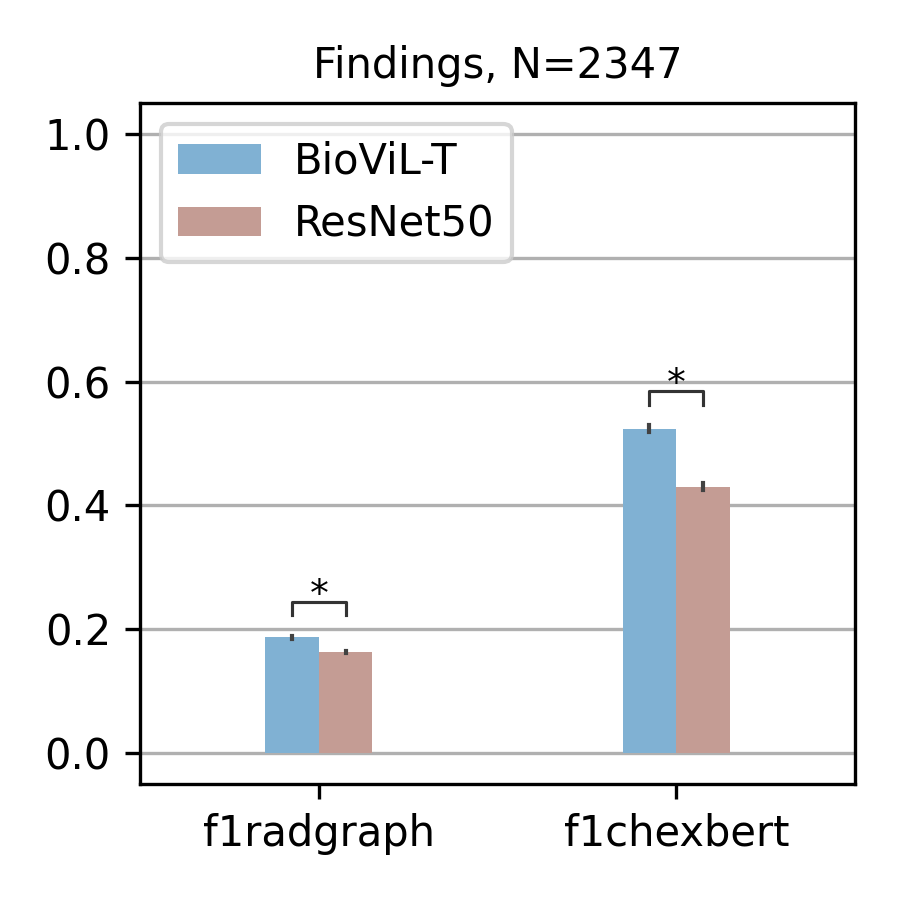 Findings, N=2347
1.0
0.8
0.6
0.4
0.2
0.0
BioViL-T
ResNet50
*
*
f1radgraph
f1chexbert